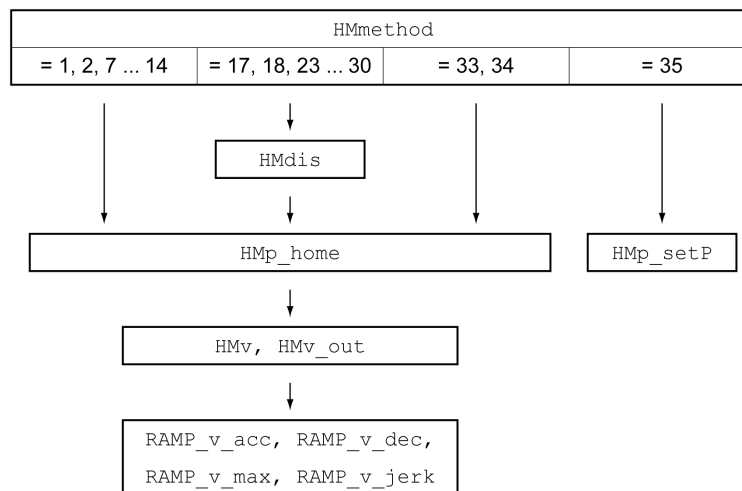 HMmethod
= 1, 2, 7 ... 14 = 17, 18, 23 ... 30 = 33, 34 = 35
HMdis
HMp_home HMp_setP
HMv, HMv_out
RAMP_v_acc, RAMP_v_dec,
RAMP_v_max, RAMP_v_jerk